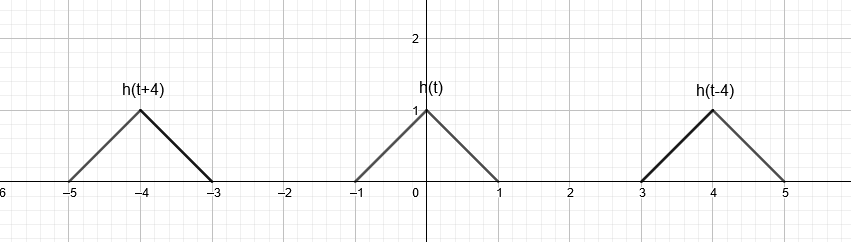 2
h(t+4) h(t) h(t-4)
1
6 –5 –4 –3 –2 –1 0 1 2 3 4 5